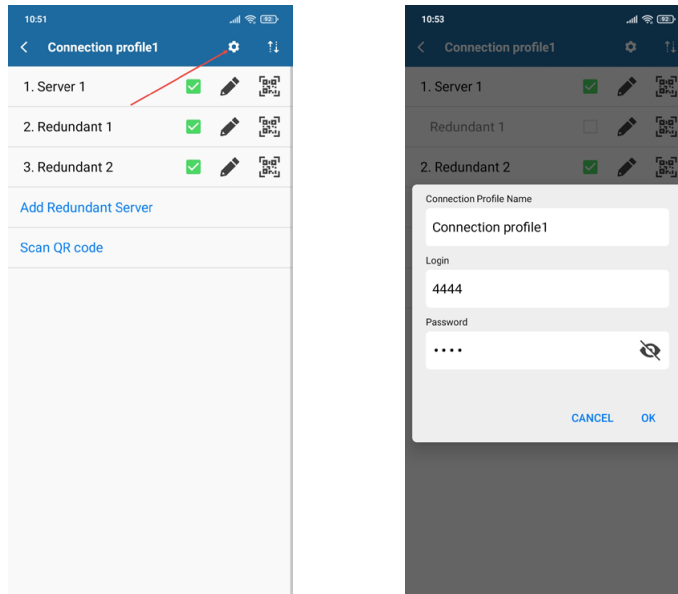 10:51
92
Connection profile1
1. Server 1
2. Redundant 1
3. Redundant 2
Add Redundant Server
Scan QR code
10:53
92
Connection profile1
1. Server 1
Redundant 1
2. Redundant 2
Connection Profile Name
Connection profile1
Login
4444
Password
••••
CANCEL OK